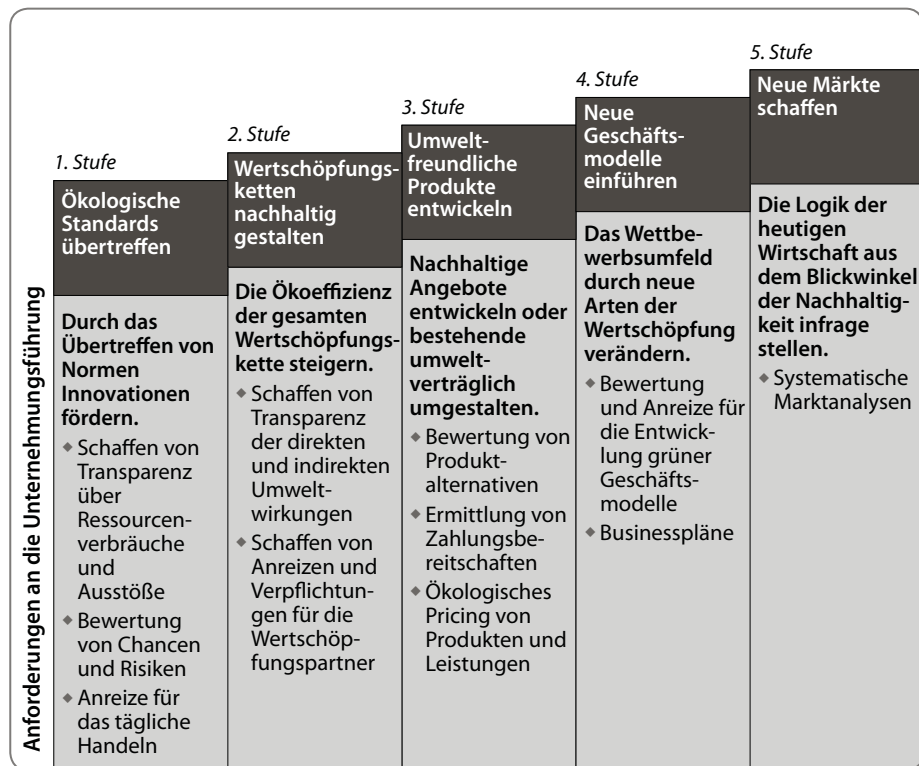 Anforderungen an die Unternehmungsführung
1. Stufe
Ökologische
Standards
übertreffen
Durch das
Übertreffen von
Normen
Innovationen
fördern.
◆ Schaffen von
Transparenz
über
Ressourcen-
verbräuche
und
Ausstöße
◆ Bewertung
von Chancen
und Risiken
◆ Anreize für
das tägliche
Handeln
2. Stufe
Wertschöpfungs-
ketten
nachhaltig
gestalten
Die Ökoeffizienz
der gesamten
Wertschöpfungs-
kette steigern.
◆ Schaffen von
Transparenz
der direkten
und indirekten
Umwelt-
wirkungen
◆ Schaffen von
Anreizen und
Verpflichtun-
gen für die
Wertschöp-
fungspartner
3. Stufe
Umwelt-
freundliche
Produkte
entwickeln
Nachhaltige
Angebote
entwickeln oder
bestehende
umwelt-
verträglich
umgestalten.
◆ Bewertung von
Produkt-
alternativen
◆ Ermittlung von
Zahlungsbe-
reitschaften
◆ Ökologisches
Pricing von
Produkten und
Leistungen
4. Stufe
Neue
Geschäfts-
modelle
einführen
Das Wettbe-
werbsumfeld
durch neue
Arten der
Wertschöpfung
verändern.
◆ Bewertung
und Anreize für
die Entwick-
lung grüner
Geschäfts-
modelle
◆ Businesspläne
5. Stufe
Neue Märkte
schaffen
Die Logik der
heutigen
Wirtschaft aus
dem Blickwinkel
der Nachhaltig-
keit infrage
stellen.
◆ Systematische
Marktanalysen